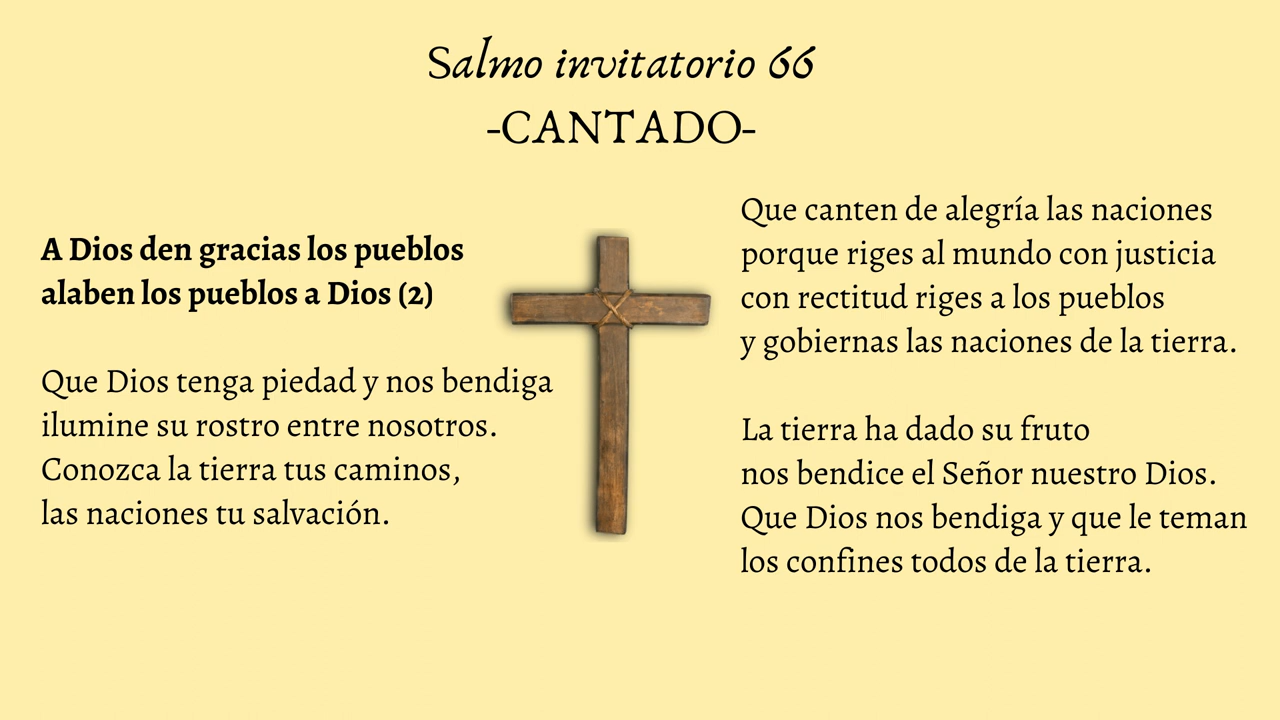 Salmo invitatorio 66
-CANTADO-
A Dios den gracias los pueblos
alaben los pueblos a Dios (2)
Que Dios tenga piedad y nos bendiga
ilumine su rostro entre nosotros.
Conozca la tierra tus caminos,
las naciones tu salvación.
Que canten de alegría las naciones
porque riges al mundo con justicia
con rectitud riges a los pueblos
y gobiernas las naciones de la tierra.
La tierra ha dado su fruto
nos bendice el Señor nuestro Dios.
Que Dios nos bendiga y que le teman
los confines todos de la tierra.